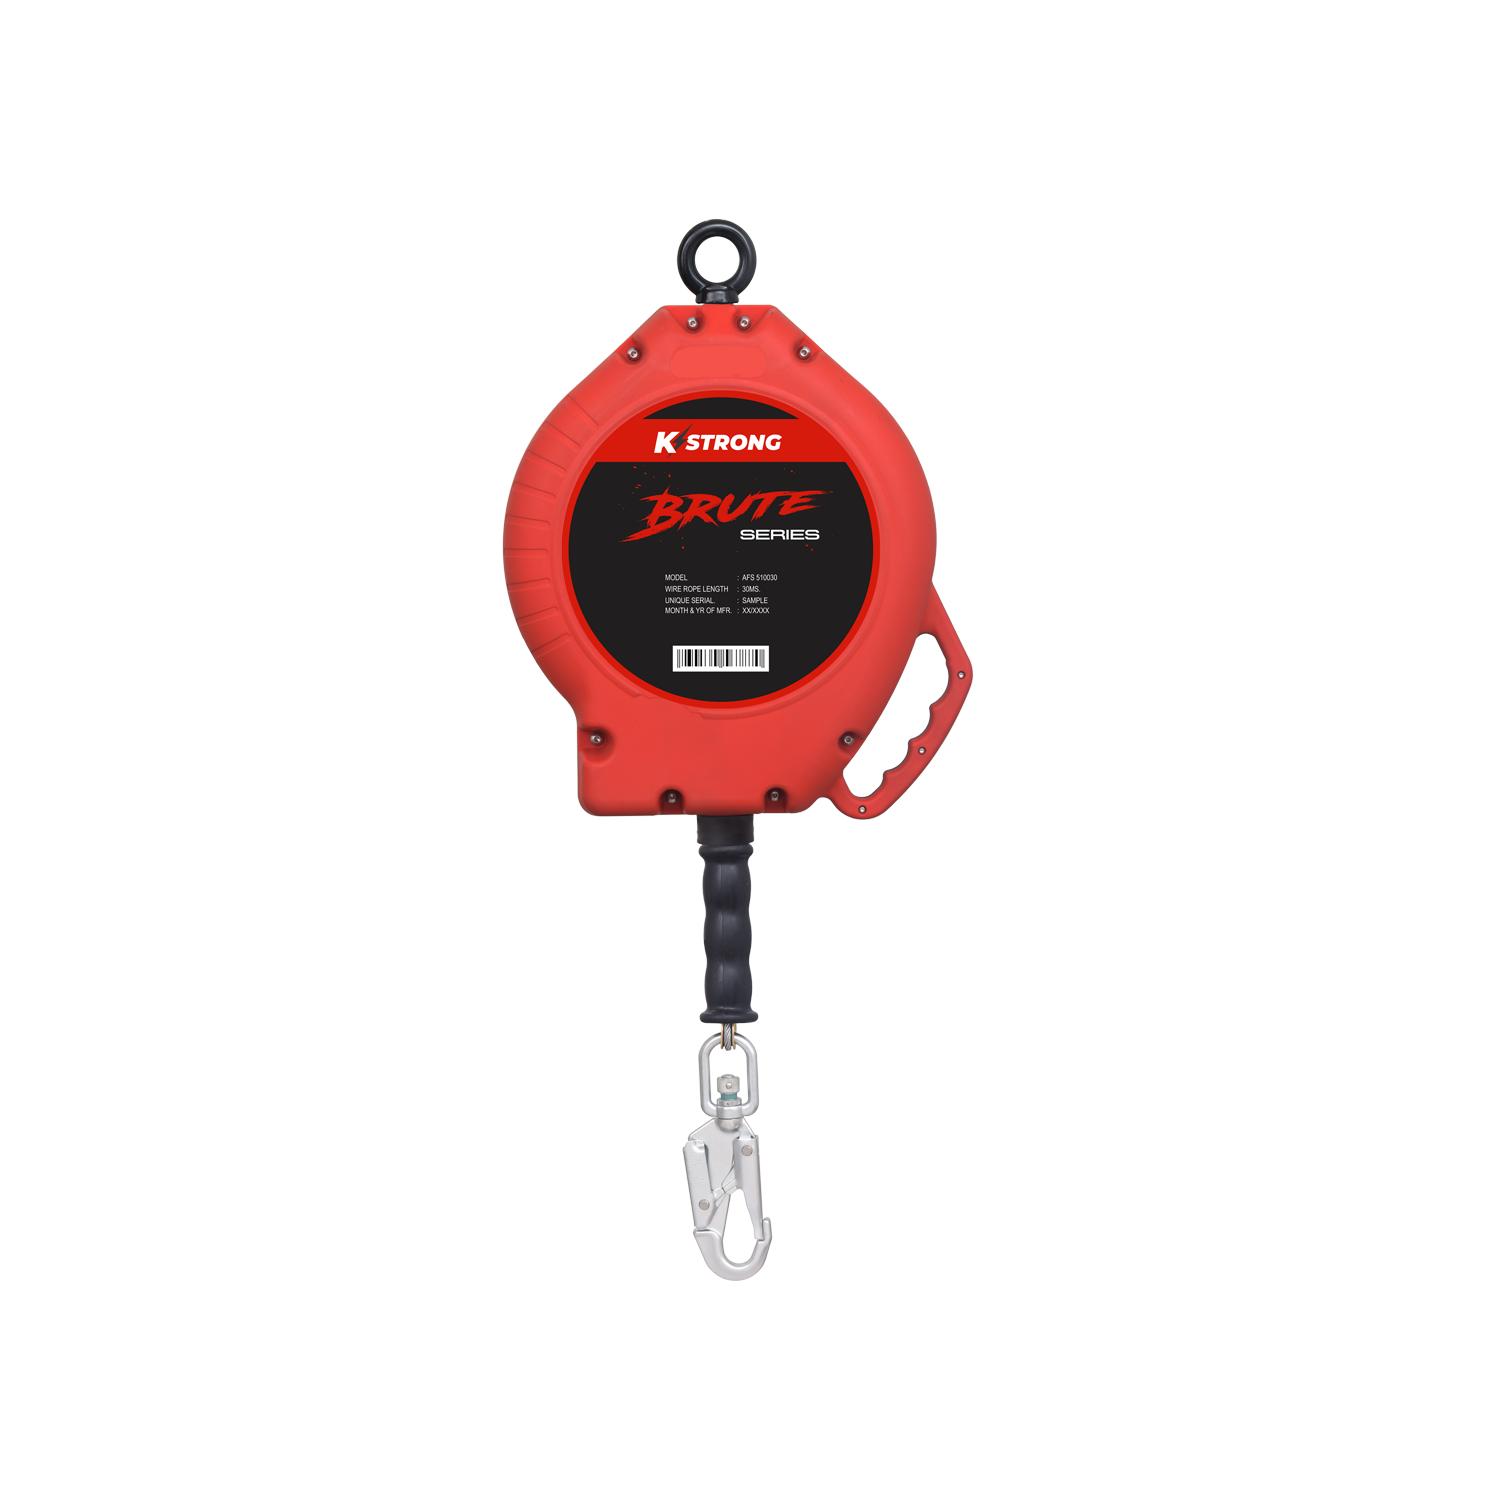 K STRONG
BRUTE
SERIES
MODEL : AFS 510030
WIRE ROPE LENGTH : 30MS.
UNIQUE SERIAL : SAMPLE
MONTH & YR OF MFR. : XX/XXXX